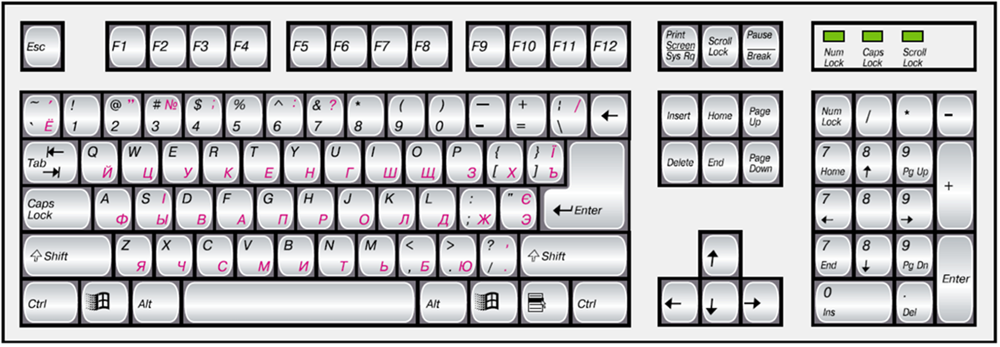 Esc F1 F2 F3 F4 F5 F6 F7 F8 F9 F10 F11 F12 Print Screen Sys Rq Scroll Lock Pause Break
Num Lock Caps Lock Scroll Lock
~ ' ! @ " # № $ ; % ^ : & ? * ( ) — + ¦ /
` Ё 1 2 3 4 5 6 7 8 9 0 - = \
Insert Home Page Up
Num Lock / * -
Tab Q W E R T Y U I O P { } Ї
Й Ц У К Е Н Г Ш Щ З [ Х ] Ъ
Delete End Page Down
7 Home 8 9 Pg Up +
Caps Lock A S І D F G H J K L : " Є
Ф Ы В А П Р О Л Д ; Ж Э Enter
7 8 9
Shift Z X C V B N M < > ? ' Shift
Я Ч С М И Т Ь , Б . Ю / .
7 End 8 9 Pg Dn Enter
Ctrl Alt Alt Ctrl
0 Ins . Del